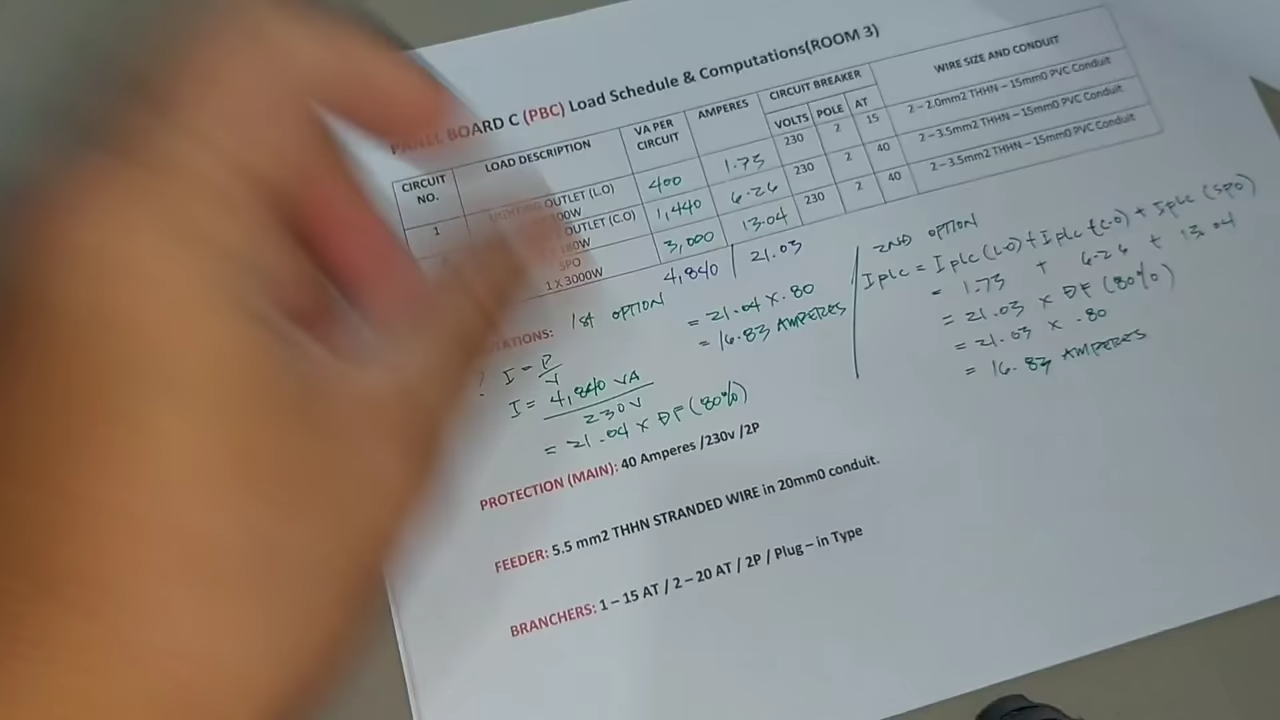 PANEL BOARD C (PBC) Load Schedule & Computations(ROOM 3)
CIRCUIT NO. LOAD DESCRIPTION VA PER CIRCUIT AMPERES CIRCUIT BREAKER WIRE SIZE AND CONDUIT
VOLTS POLE AT
1 OUTLET (L.O) 400 1.73 230 2 15 2 – 2.0mm2 THHN – 15mm0 PVC Conduit
OUTLET (C.O) 1,440 6.26 230 2 40 2 – 3.5mm2 THHN – 15mm0 PVC Conduit
SPO 3,000 13.04 230 2 40 2 – 3.5mm2 THHN – 15mm0 PVC Conduit
1 X 3000W
4,840 21.03
1st OPTION
I = P/V
I = 4,840 VA / 230V
= 21.04 x DF (80%)
= 21.04 x .80
= 16.83 AMPERES
2ND OPTION
Iplc = Iplc (L.O) + Iplc (C.O) + Iplc (SPO)
= 1.73 + 6.26 + 13.04
= 21.03 x DF (80%)
= 21.03 x .80
= 16.83 AMPERES
PROTECTION (MAIN): 40 Amperes /230v /2P
FEEDER: 5.5 mm2 THHN STRANDED WIRE in 20mm0 conduit.
BRANCHERS: 1 – 15 AT / 2 – 20 AT / 2P / Plug – in Type